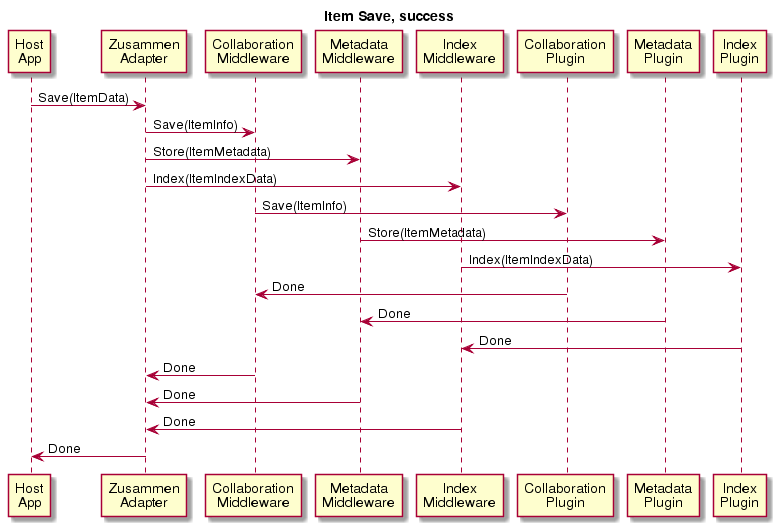 Item Save, success
Host
App
Zusammen
Adapter
Collaboration
Middleware
Metadata
Middleware
Index
Middleware
Collaboration
Plugin
Metadata
Plugin
Index
Plugin
Save(ItemData)
Save(ItemInfo)
Store(ItemMetadata)
Index(ItemIndexData)
Save(ItemInfo)
Store(ItemMetadata)
Index(ItemIndexData)
Done
Done
Done
Done
Done
Done
Done
Host
App
Zusammen
Adapter
Collaboration
Middleware
Metadata
Middleware
Index
Middleware
Collaboration
Plugin
Metadata
Plugin
Index
Plugin